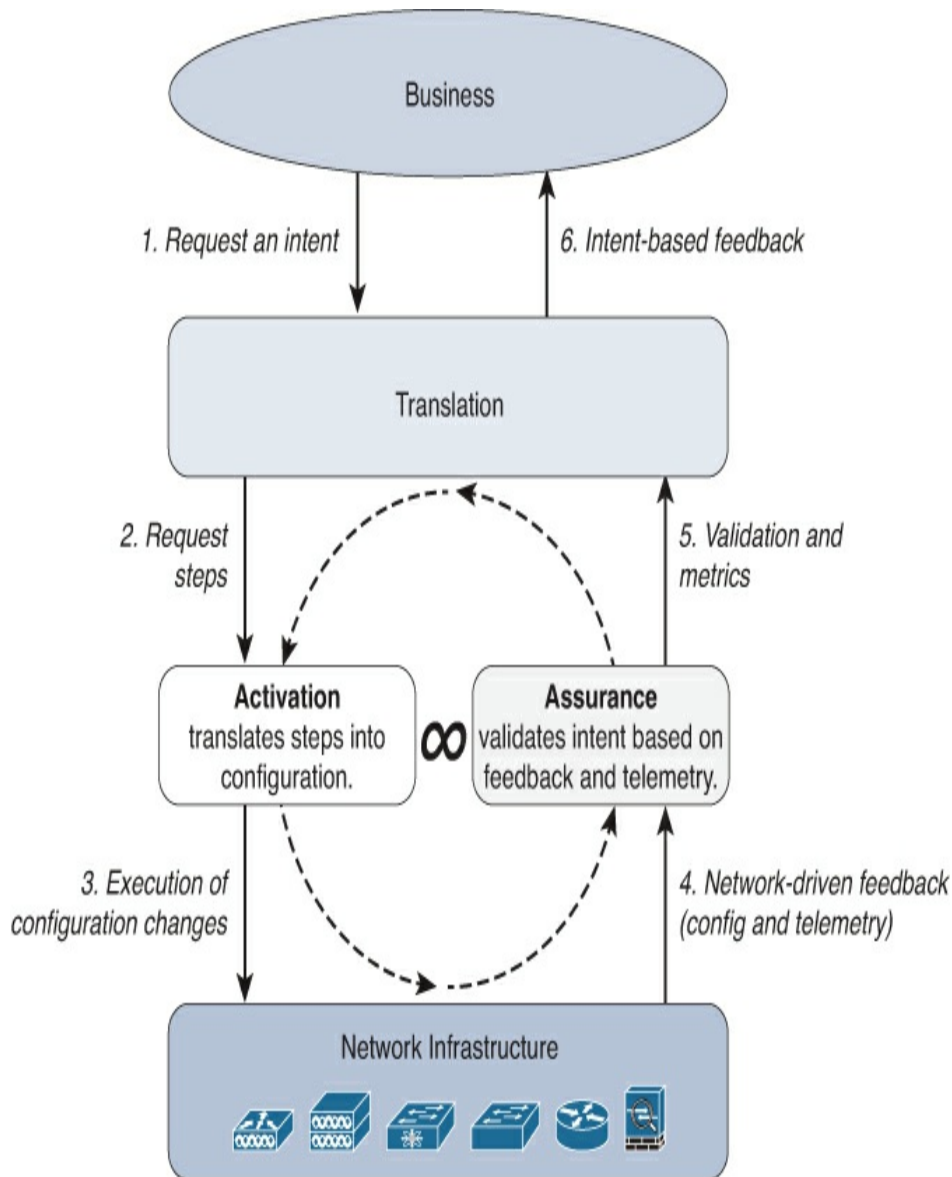 Business
1. Request an intent
6. Intent-based feedback
Translation
2. Request
steps
5. Validation and
metrics
Activation
translates steps into
configuration.
∞
Assurance
validates intent based on
feedback and telemetry.
3. Execution of
configuration changes
4. Network-driven feedback
(config and telemetry)
Network Infrastructure